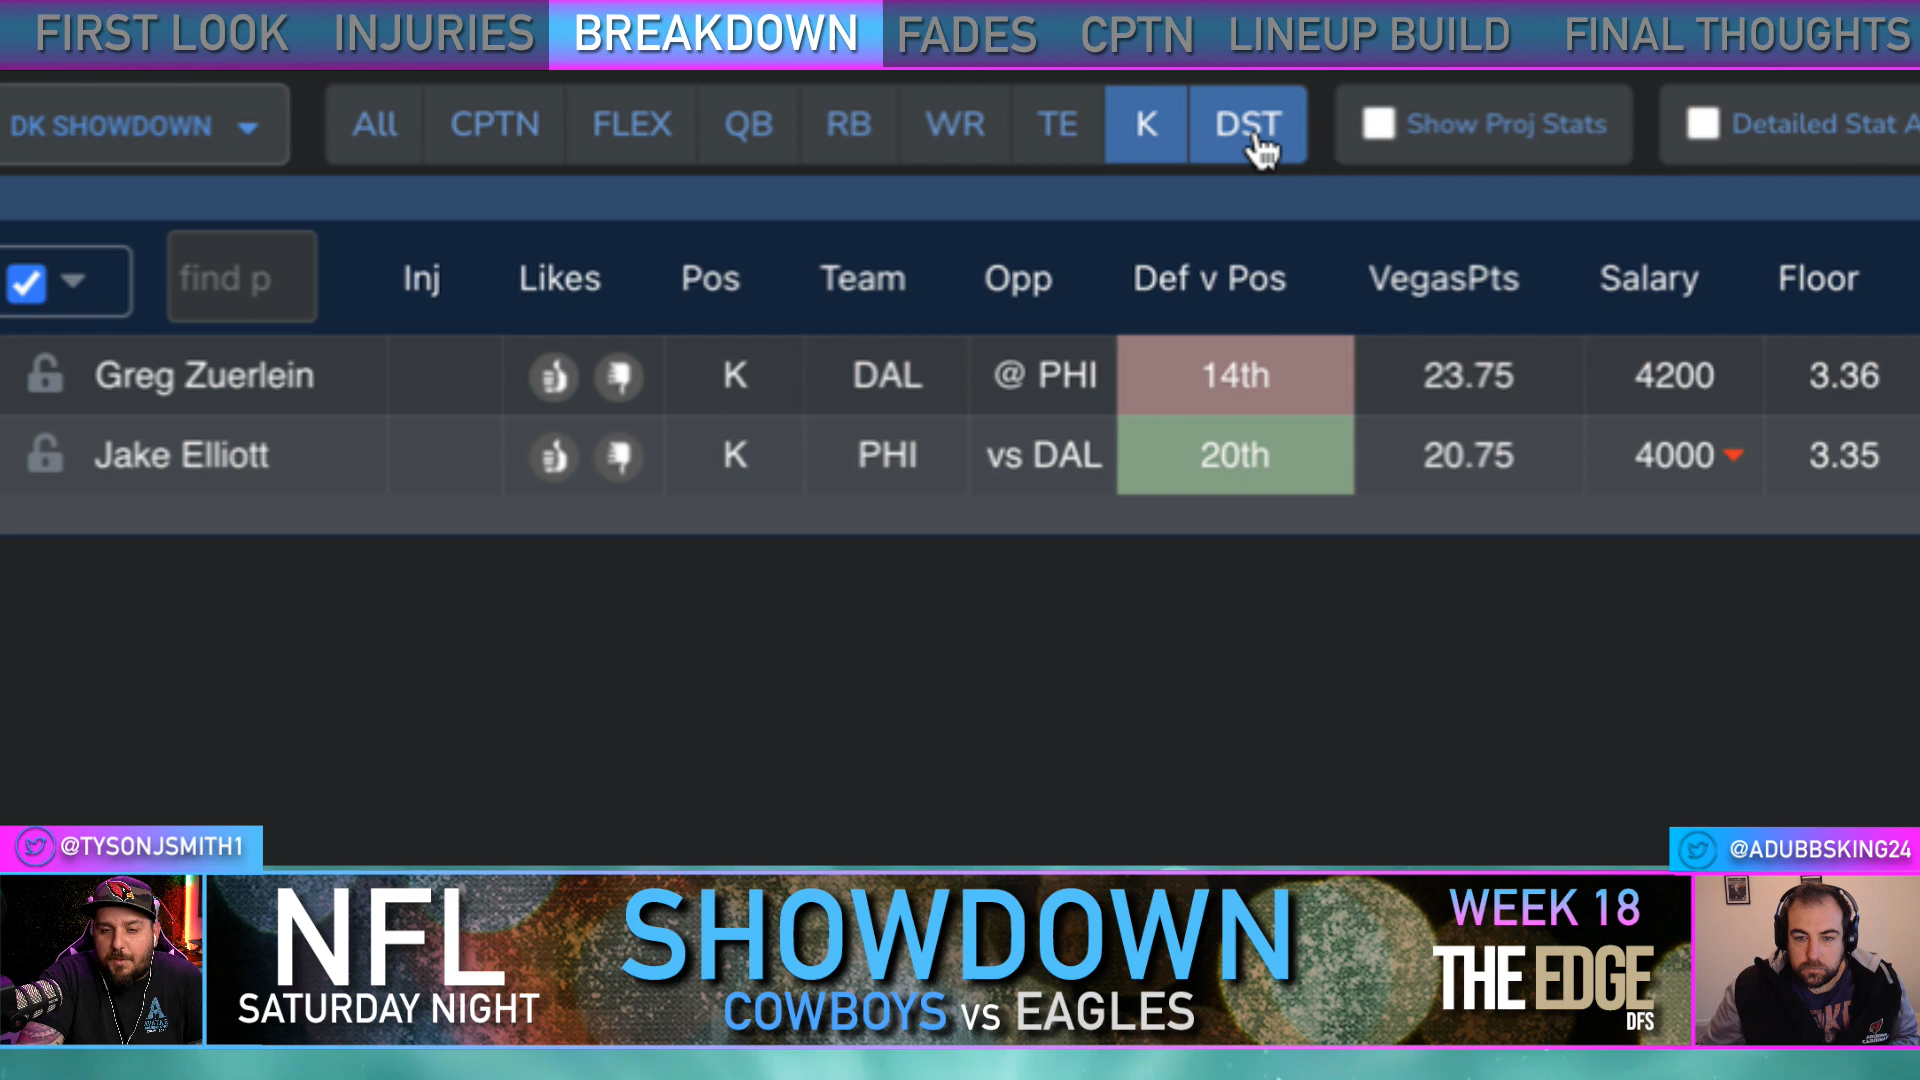 FIRST LOOK INJURIES BREAKDOWN FADES CPTN LINEUP BUILD FINAL THOUGHTS
DK SHOWDOWN All CPTN FLEX QB RB WR TE K DST Show Proj Stats Detailed Stat A
find p Inj Likes Pos Team Opp Def v Pos VegasPts Salary Floor
Greg Zuerlein K DAL @ PHI 14th 23.75 4200 3.36
Jake Elliott K PHI vs DAL 20th 20.75 4000 3.35
@TYSONJSMITH1
@ADUBBSKING24
NFL
SATURDAY NIGHT
SHOWDOWN
COWBOYS vs EAGLES
WEEK 18
THE EDGE
DFS